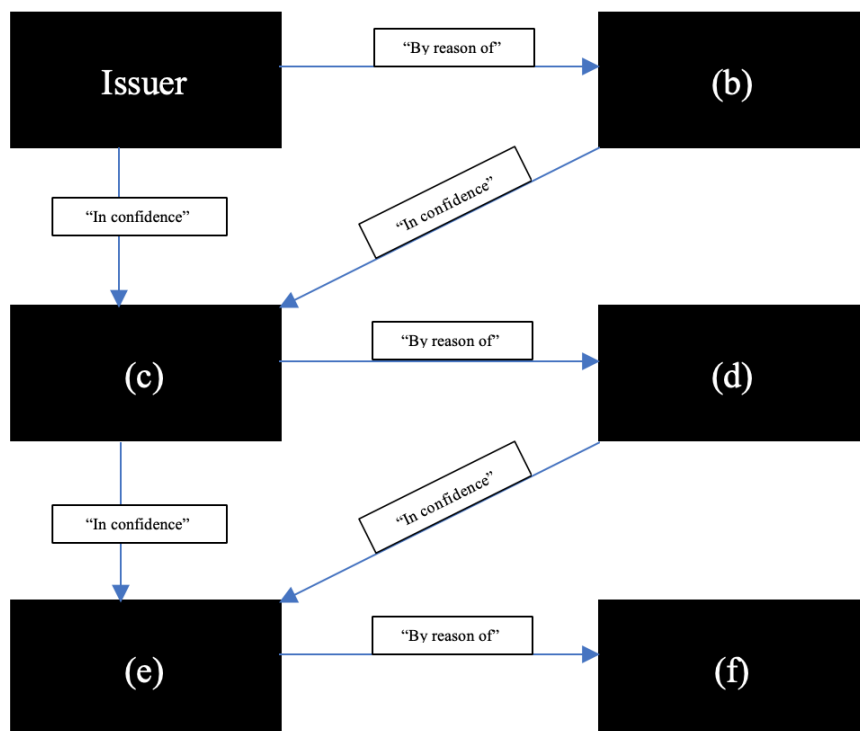 Issuer
“By reason of”
(b)
“In confidence”
“In confidence”
(c)
“By reason of”
(d)
“In confidence”
“In confidence”
(e)
“By reason of”
(f)